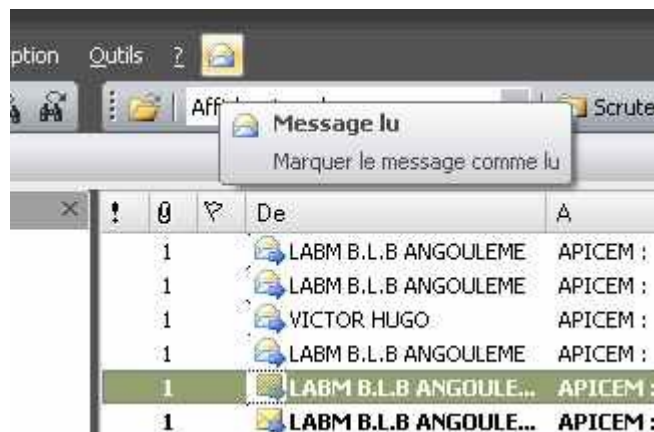 ption Outils ?
Scrute
Message lu
Marquer le message comme lu
! De A
1 LABM B.L.B ANGOULEME APICEM :
1 LABM B.L.B ANGOULEME APICEM :
1 VICTOR HUGO APICEM :
1 LABM B.L.B ANGOULEME APICEM :
1 LABM B.L.B ANGOULE... APICEM :
1 LABM B.L.B ANGOULE... APICEM :